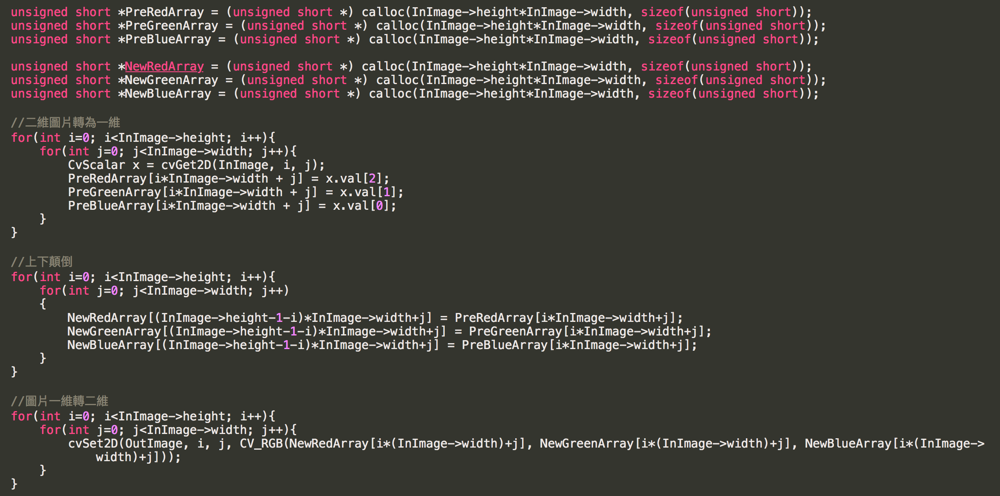 unsigned short *PreRedArray = (unsigned short *) calloc(InImage->height*InImage->width, sizeof(unsigned short));
unsigned short *PreGreenArray = (unsigned short *) calloc(InImage->height*InImage->width, sizeof(unsigned short));
unsigned short *PreBlueArray = (unsigned short *) calloc(InImage->height*InImage->width, sizeof(unsigned short));
unsigned short *NewRedArray = (unsigned short *) calloc(InImage->height*InImage->width, sizeof(unsigned short));
unsigned short *NewGreenArray = (unsigned short *) calloc(InImage->height*InImage->width, sizeof(unsigned short));
unsigned short *NewBlueArray = (unsigned short *) calloc(InImage->height*InImage->width, sizeof(unsigned short));
//二維圖片轉為一維
for(int i=0; i<InImage->height; i++){
    for(int j=0; j<InImage->width; j++){
        CvScalar x = cvGet2D(InImage, i, j);
        PreRedArray[i*InImage->width + j] = x.val[2];
        PreGreenArray[i*InImage->width + j] = x.val[1];
        PreBlueArray[i*InImage->width + j] = x.val[0];
    }
}
//上下顛倒
for(int i=0; i<InImage->height; i++){
    for(int j=0; j<InImage->width; j++)
    {
        NewRedArray[(InImage->height-1-i)*InImage->width+j] = PreRedArray[i*InImage->width+j];
        NewGreenArray[(InImage->height-1-i)*InImage->width+j] = PreGreenArray[i*InImage->width+j];
        NewBlueArray[(InImage->height-1-i)*InImage->width+j] = PreBlueArray[i*InImage->width+j];
    }
}
//圖片一維轉二維
for(int i=0; i<InImage->height; i++){
    for(int j=0; j<InImage->width; j++){
        cvSet2D(OutImage, i, j, CV_RGB(NewRedArray[i*(InImage->width)+j], NewGreenArray[i*(InImage->width)+j], NewBlueArray[i*(InImage->
            width)+j]));
    }
}